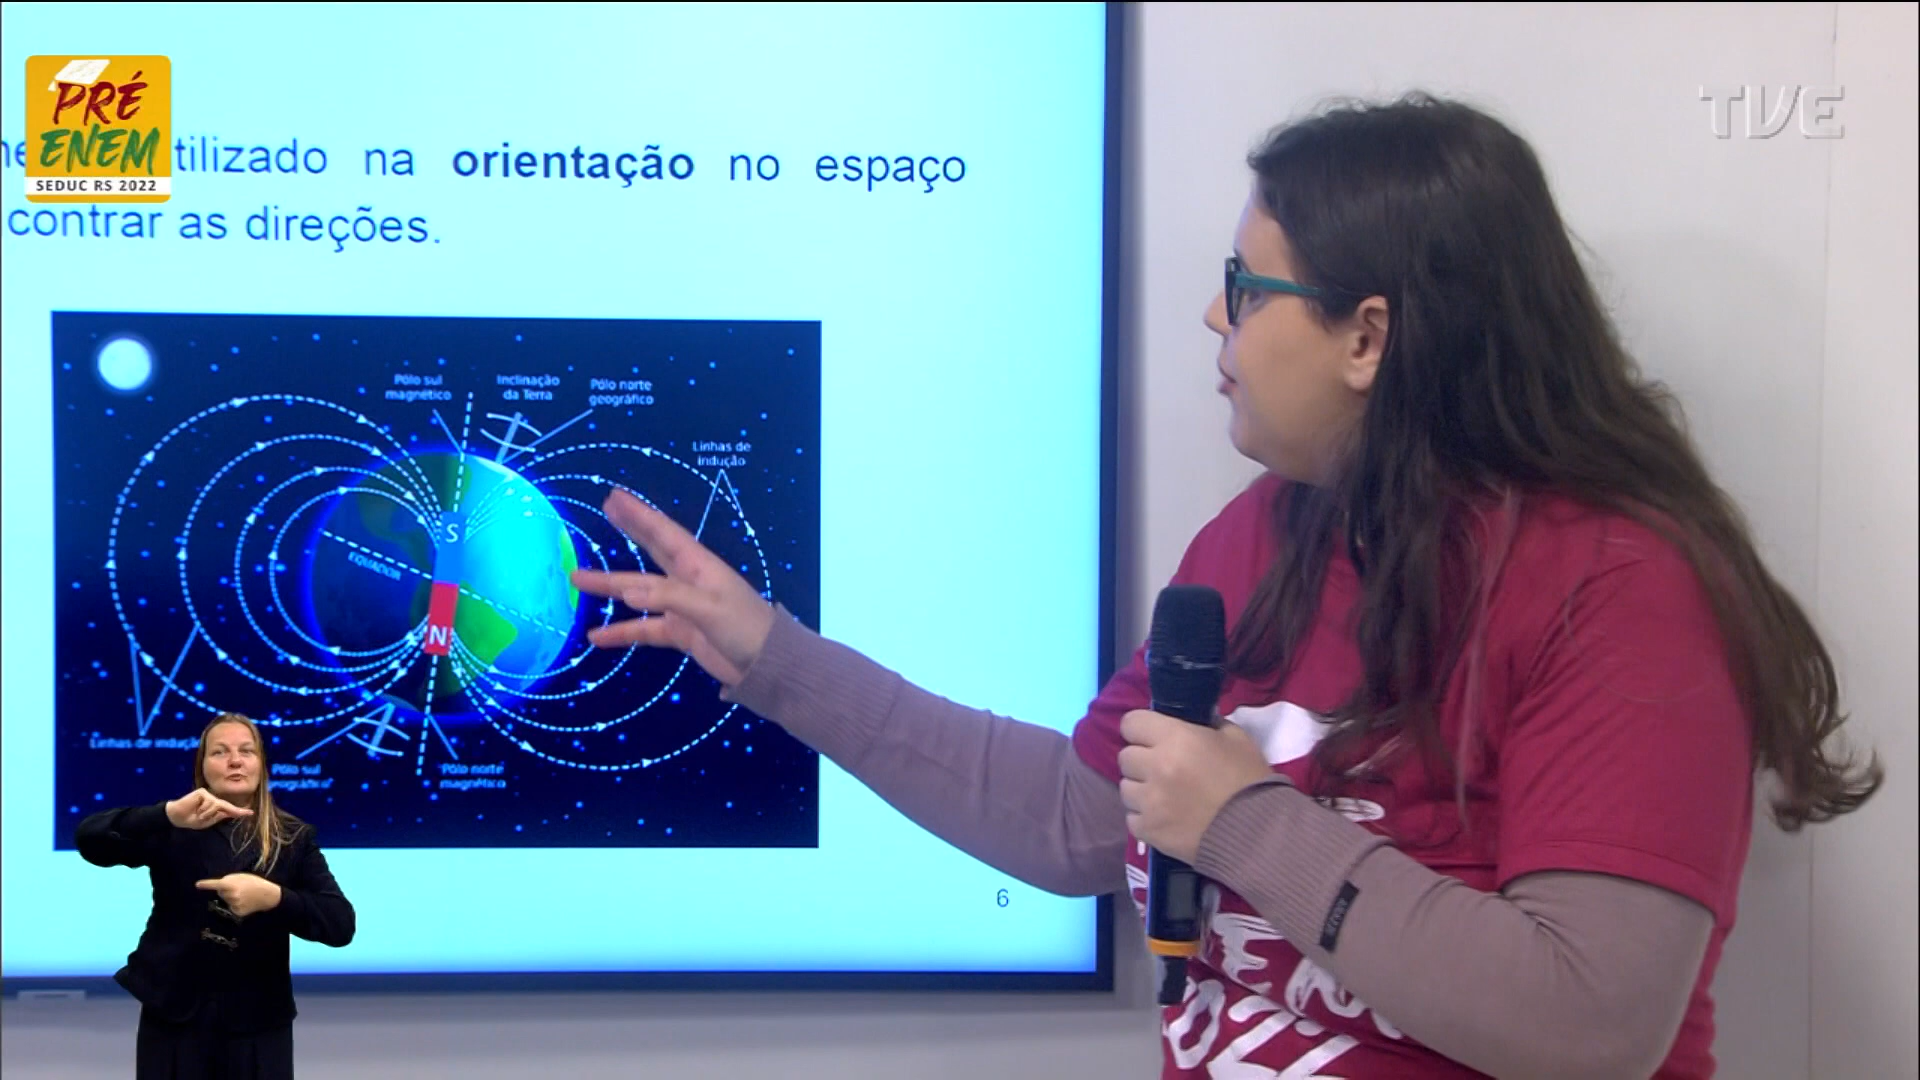 PRÉ
ENEM
SEDUC RS 2022
TVE
tilizado na orientação no espaço
contrar as direções.
Pólo sul
magnético
Inclinação
da Terra
Pólo norte
geográfico
Linhas de
indução
S
EQUADOR
N
Linhas de indução
Pólo sul
geográfico
Pólo norte
magnético
6